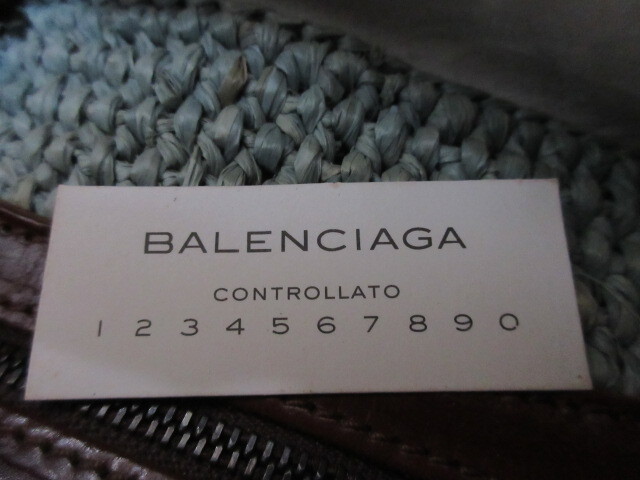 BALENCIAGA
CONTROLLATO
1 2 3 4 5 6 7 8 9 0